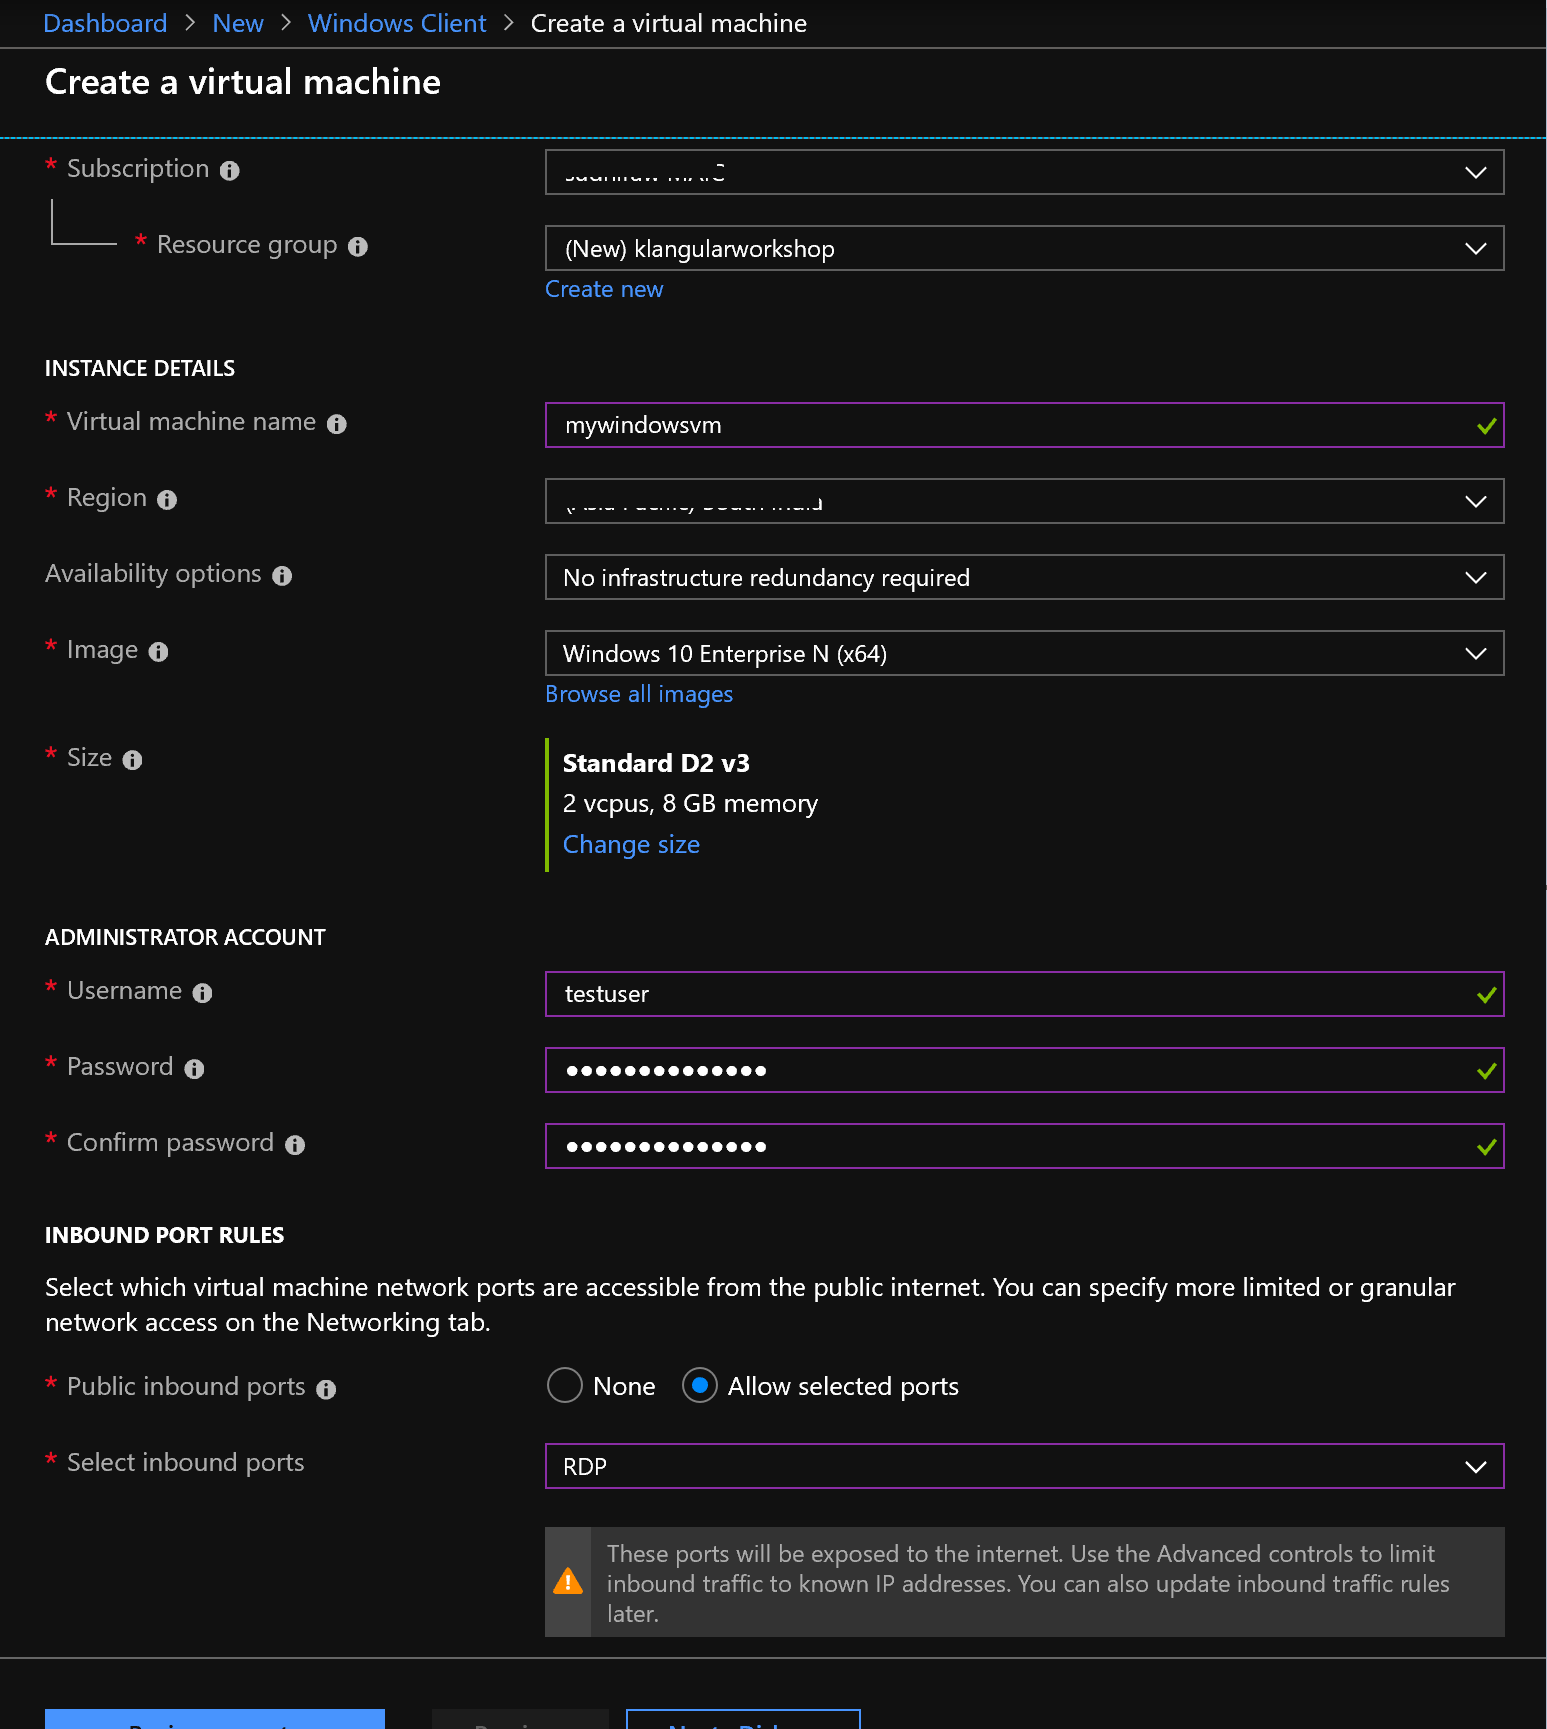 Dashboard > New > Windows Client > Create a virtual machine
Create a virtual machine
* Subscription
* Resource group (New) klangularworkshop
Create new
INSTANCE DETAILS
* Virtual machine name mywindowsvm
* Region
Availability options No infrastructure redundancy required
* Image Windows 10 Enterprise N (x64)
Browse all images
* Size Standard D2 v3
2 vcpus, 8 GB memory
Change size
ADMINISTRATOR ACCOUNT
* Username testuser
* Password ••••••••••••••
* Confirm password ••••••••••••••
INBOUND PORT RULES
Select which virtual machine network ports are accessible from the public internet. You can specify more limited or granular
network access on the Networking tab.
* Public inbound ports None Allow selected ports
* Select inbound ports RDP
These ports will be exposed to the internet. Use the Advanced controls to limit
inbound traffic to known IP addresses. You can also update inbound traffic rules
later.